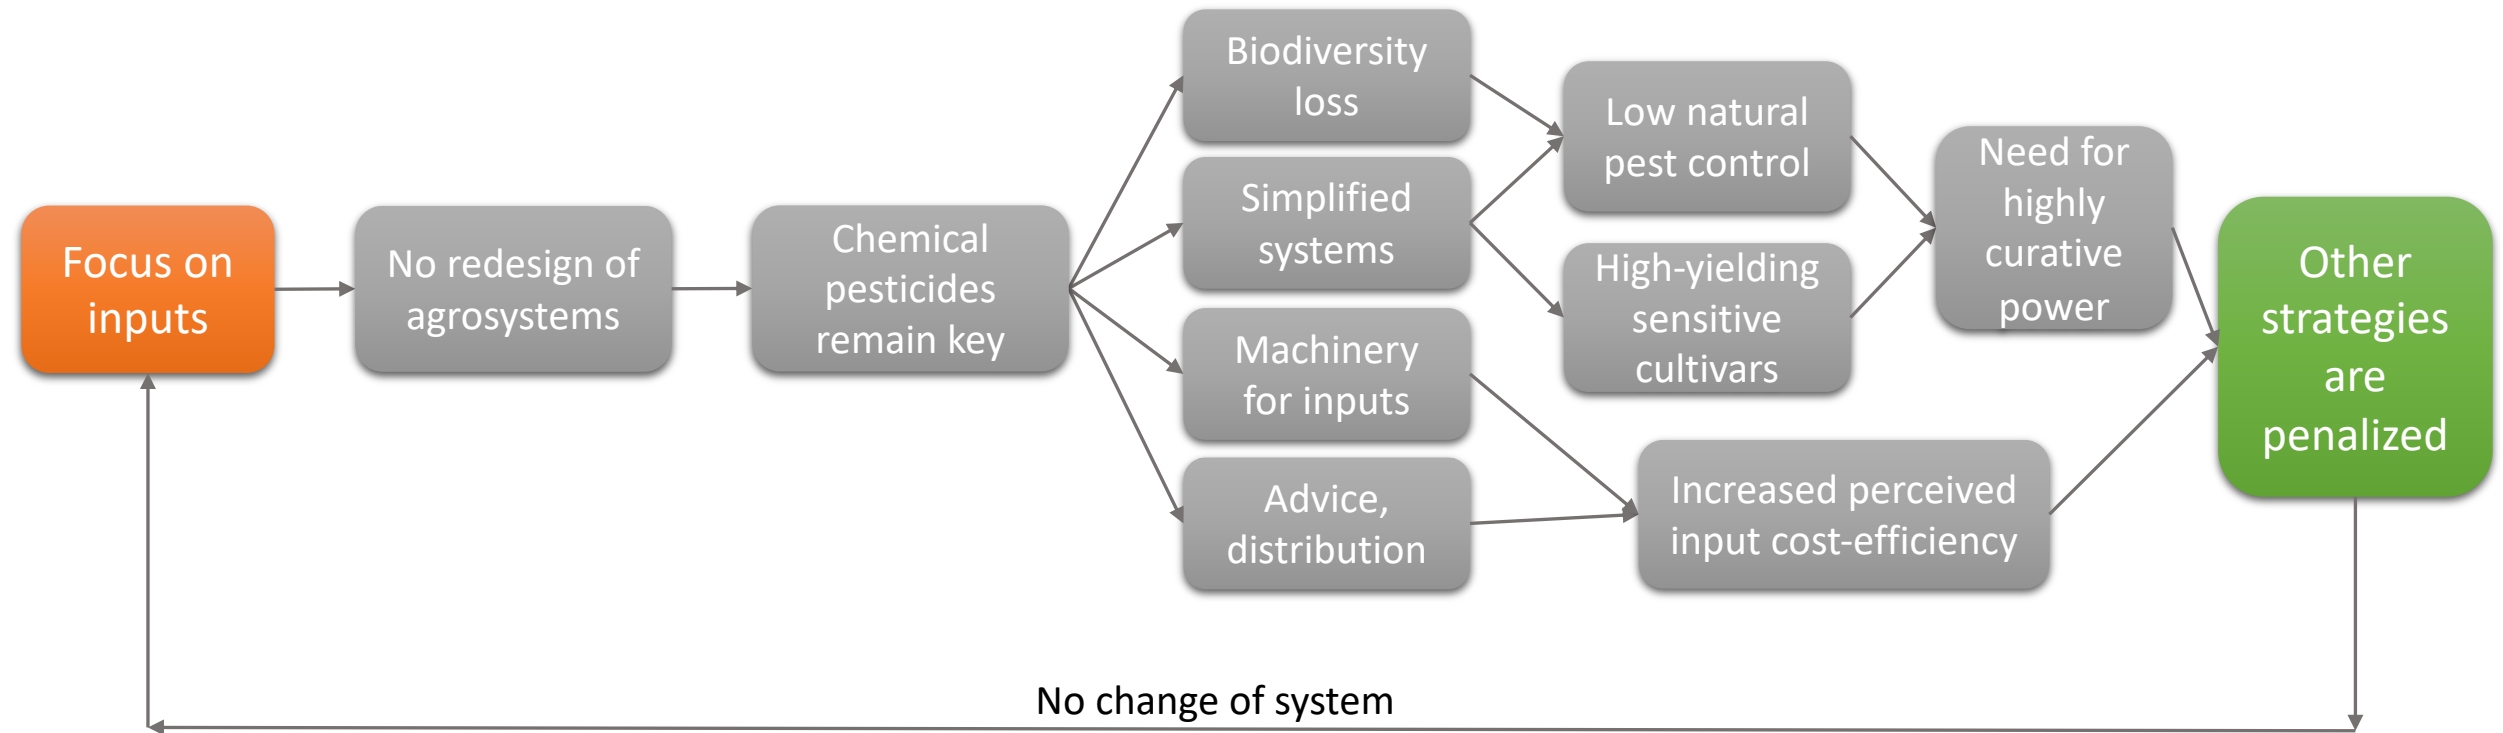 Focus on
inputs
No redesign of
agrosystems
Chemical
pesticides
remain key
Biodiversity
loss
Simplified
systems
Machinery
for inputs
Advice,
distribution
Low natural
pest control
High-yielding
sensitive
cultivars
Increased perceived
input cost-efficiency
Need for
highly
curative
power
Other
strategies
are
penalized
No change of system